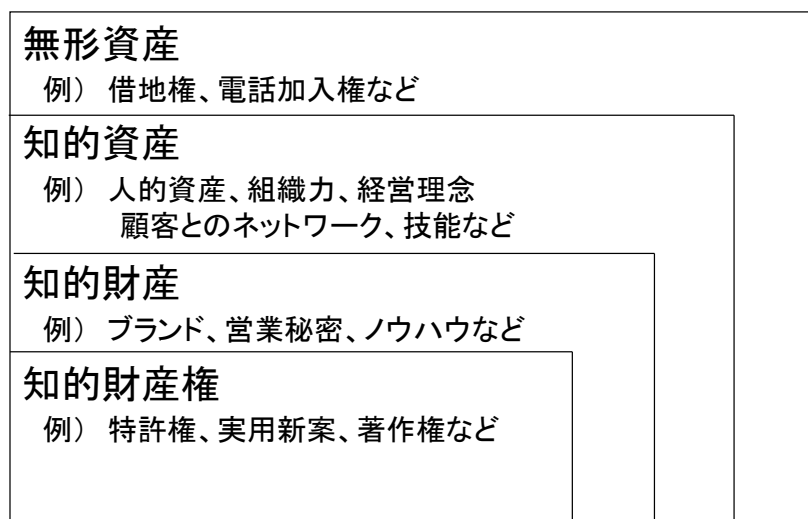 無形資産
例） 借地権、電話加入権など
知的資産
例） 人的資産、組織力、経営理念
顧客とのネットワーク、技能など
知的財産
例） ブランド、営業秘密、ノウハウなど
知的財産権
例） 特許権、実用新案、著作権など